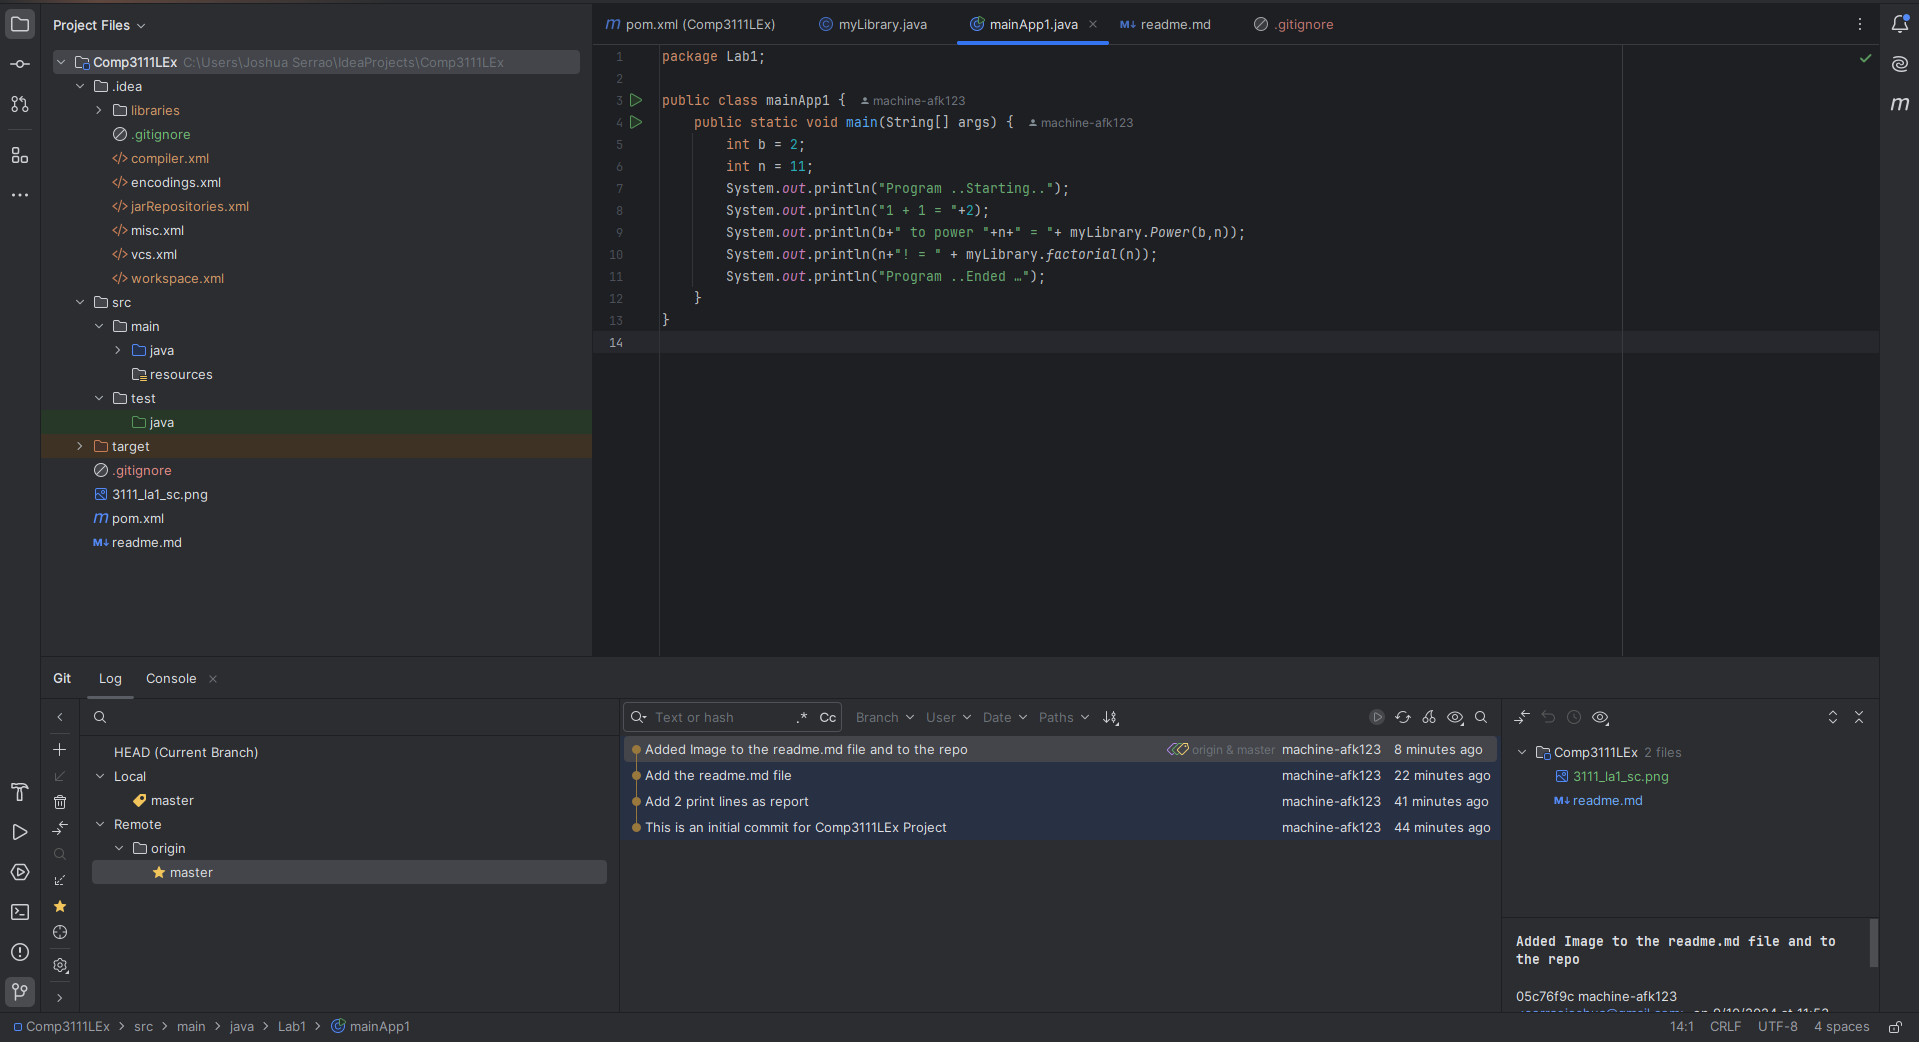 Project Files
Comp3111LEx C:\Users\Joshua Serrao\IdeaProjects\Comp3111LEx
.idea
libraries
.gitignore
compiler.xml
encodings.xml
jarRepositories.xml
misc.xml
vcs.xml
workspace.xml
src
main
java
resources
test
java
target
.gitignore
3111_la1_sc.png
pom.xml
readme.md
pom.xml (Comp3111LEx)
myLibrary.java
mainApp1.java
readme.md
.gitignore
1 package Lab1;
2
3 public class mainApp1 { machine-afk123
4 public static void main(String[] args) { machine-afk123
5 int b = 2;
6 int n = 11;
7 System.out.println("Program ..Starting..");
8 System.out.println("1 + 1 = "+2);
9 System.out.println(b+" to power "+n+" = "+ myLibrary.Power(b,n));
10 System.out.println(n+"! = " + myLibrary.factorial(n));
11 System.out.println("Program ..Ended …");
12 }
13 }
14
Git Log Console
HEAD (Current Branch)
Local
master
Remote
origin
master
Text or hash .* Cc Branch User Date Paths
Added Image to the readme.md file and to the repo origin & master machine-afk123 8 minutes ago
Add the readme.md file machine-afk123 22 minutes ago
Add 2 print lines as report machine-afk123 41 minutes ago
This is an initial commit for Comp3111LEx Project machine-afk123 44 minutes ago
Comp3111LEx 2 files
3111_la1_sc.png
readme.md
Added Image to the readme.md file and to
the repo
05c76f9c machine-afk123
Comp3111LEx > src > main > java > Lab1 > mainApp1
14:1 CRLF UTF-8 4 spaces